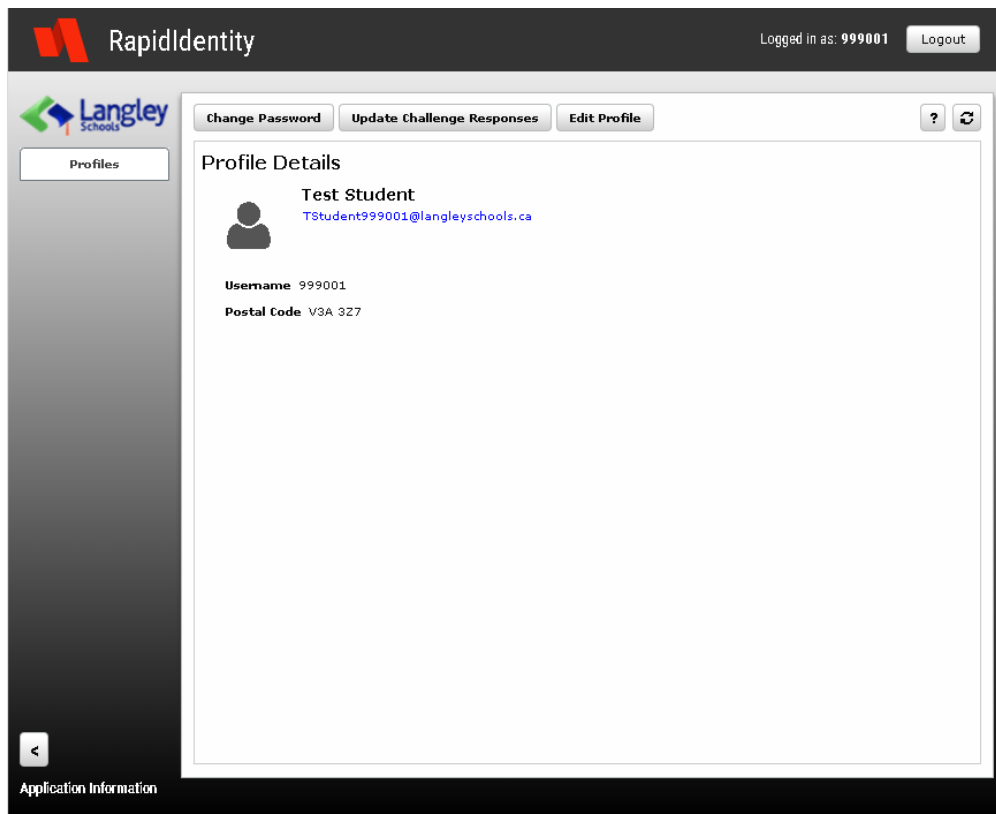 RapidIdentity
Logged in as: 999001 Logout
Langley
Schools
Profiles
Change Password Update Challenge Responses Edit Profile ?
Profile Details
Test Student
TStudent999001@langleyschools.ca
Username 999001
Postal Code V3A 3Z7
<
Application Information